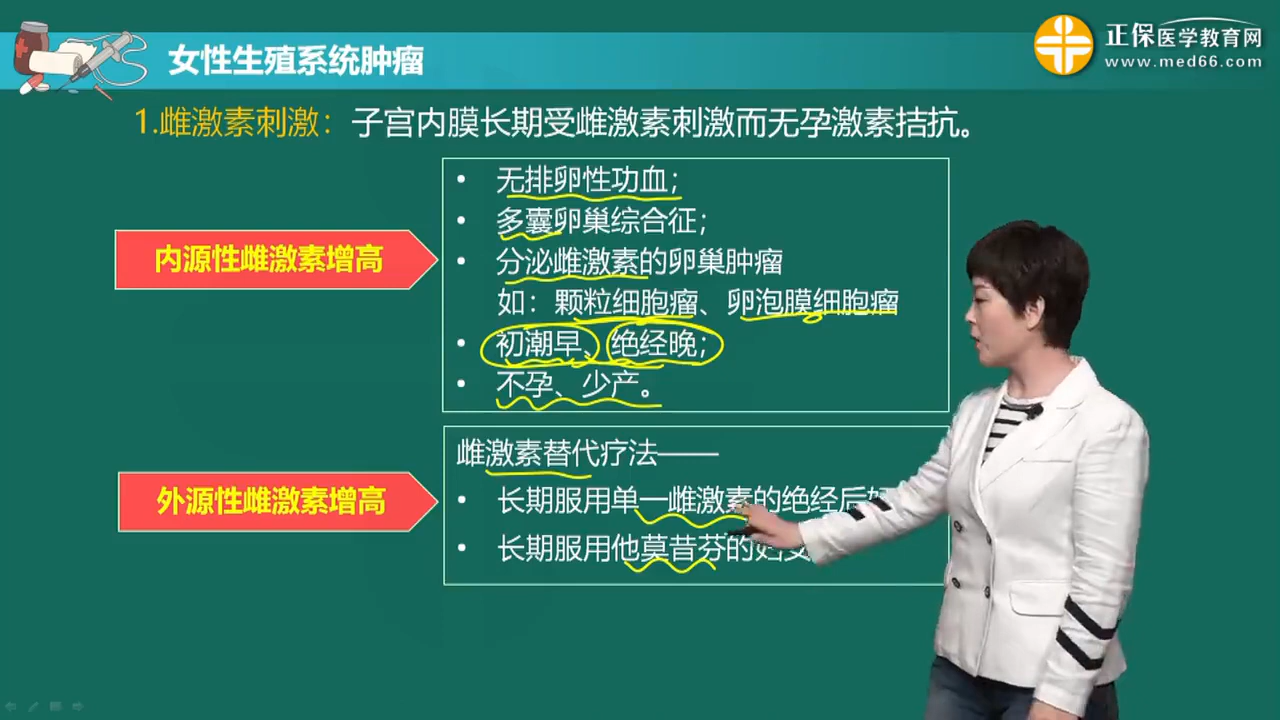 正保医学教育网
www.med66.com
女性生殖系统肿瘤
1.雌激素刺激：子宫内膜长期受雌激素刺激而无孕激素拮抗。
内源性雌激素增高
• 无排卵性功血；
• 多囊卵巢综合征；
• 分泌雌激素的卵巢肿瘤
如：颗粒细胞瘤、卵泡膜细胞瘤
• 初潮早、绝经晚；
• 不孕、少产。
外源性雌激素增高
雌激素替代疗法——
• 长期服用单一雌激素的绝经后
• 长期服用他莫昔芬的妇女